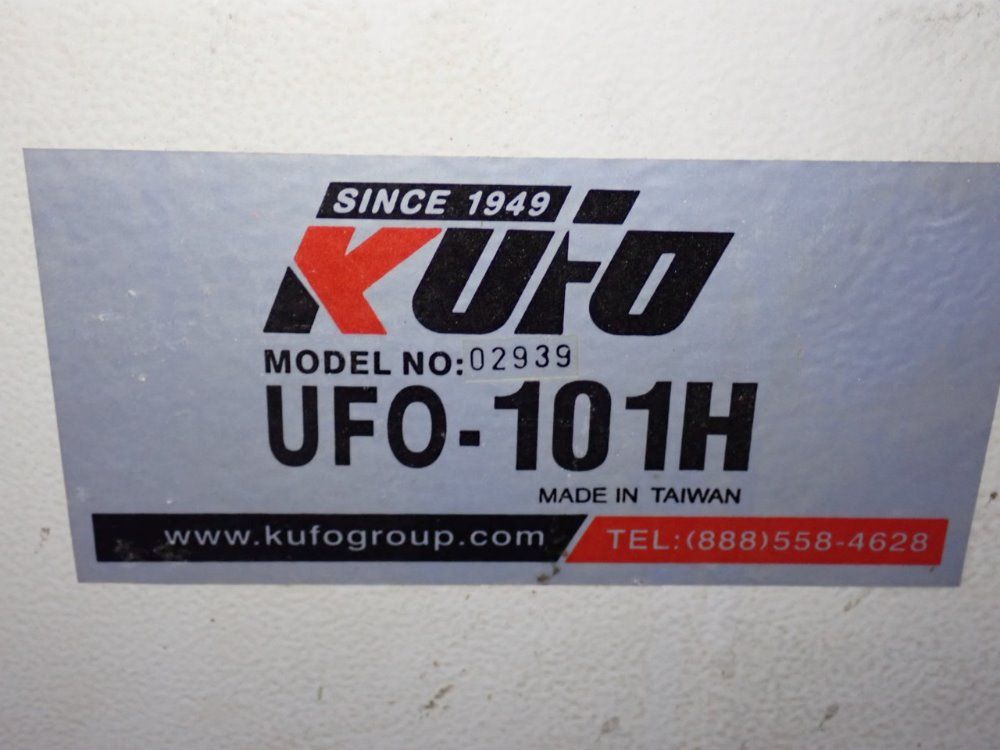 SINCE 1949
KUFO
MODEL NO: 02939
UFO-101H
MADE IN TAIWAN
www.kufogroup.com TEL:(888)558-4628